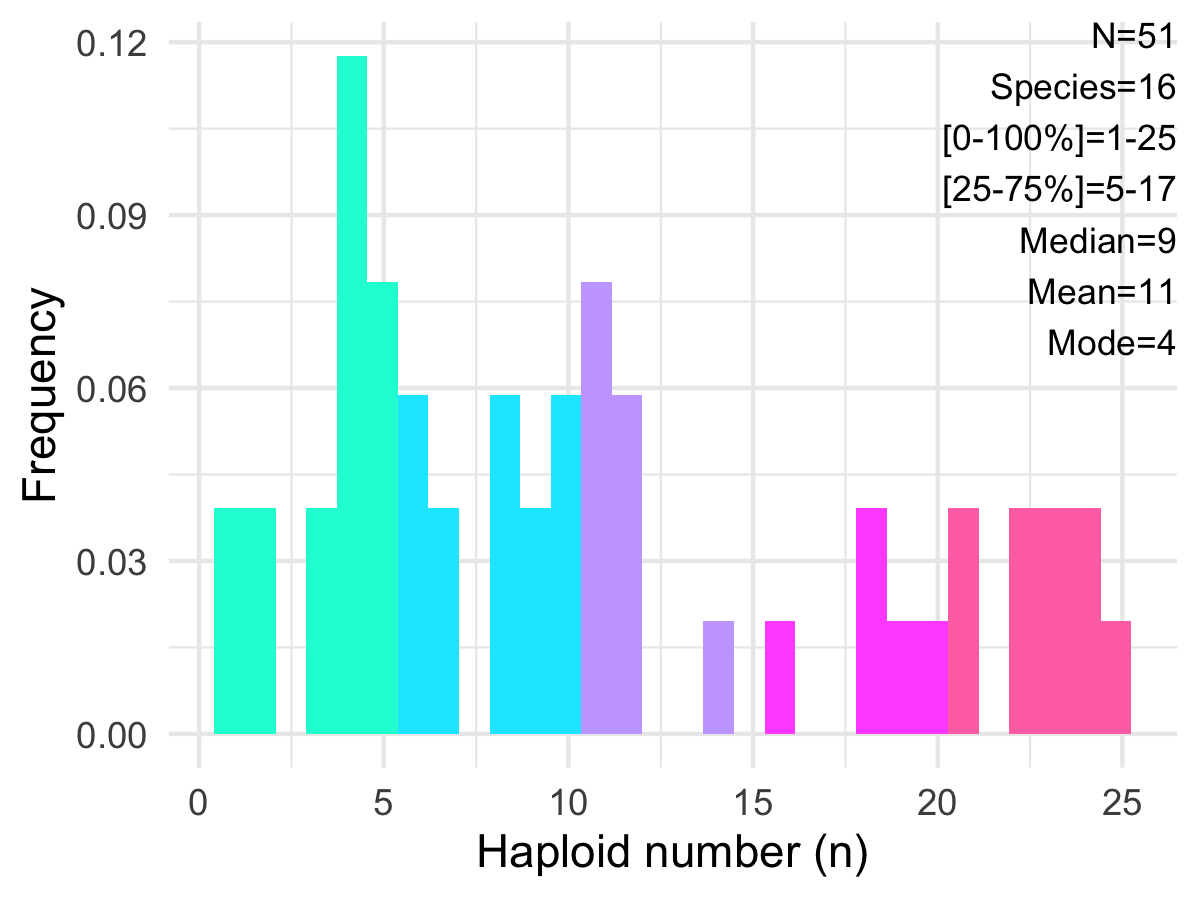 N=51
Species=16
[0-100%]=1-25
[25-75%]=5-17
Median=9
Mean=11
Mode=4
0.12
0.09
0.06
0.03
0.00
Frequency
0 5 10 15 20 25
Haploid number (n)